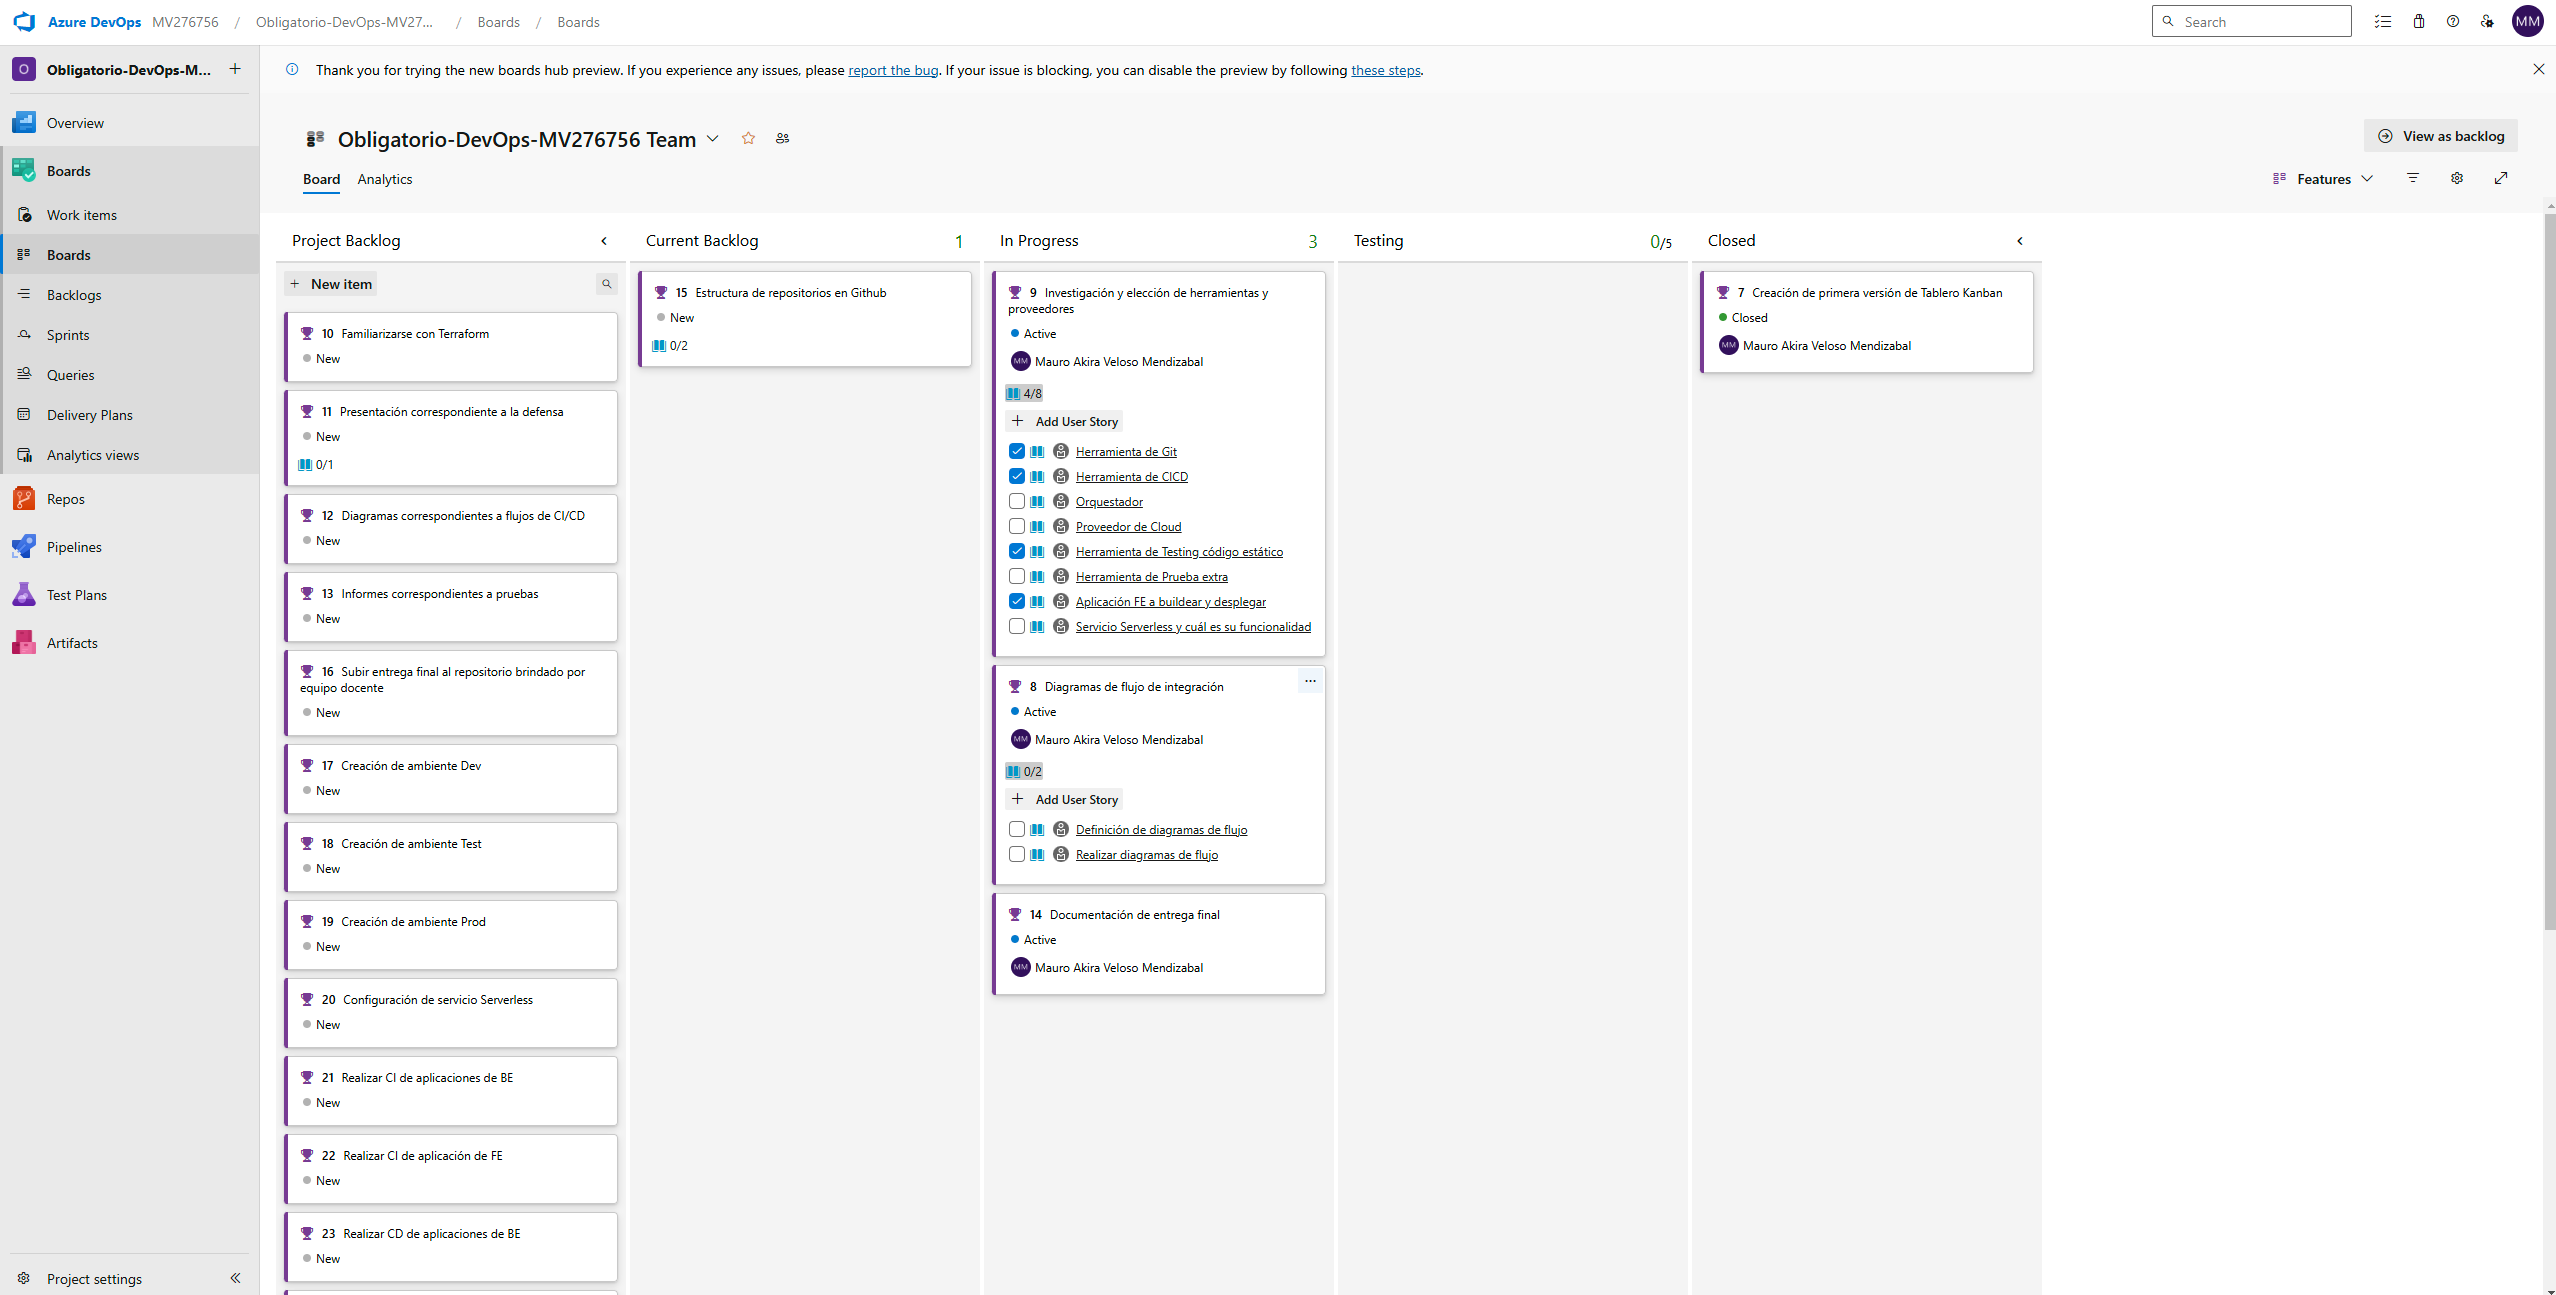 Azure DevOps MV276756 / Obligatorio-DevOps-MV27... / Boards / Boards
Search
MM
O Obligatorio-DevOps-M...
Thank you for trying the new boards hub preview. If you experience any issues, please report the bug. If your issue is blocking, you can disable the preview by following these steps.
Overview
Boards
Work items
Boards
Backlogs
Sprints
Queries
Delivery Plans
Analytics views
Repos
Pipelines
Test Plans
Artifacts
Project settings
Obligatorio-DevOps-MV276756 Team
View as backlog
Board Analytics
Features
Project Backlog
New item
10 Familiarizarse con Terraform
New
11 Presentación correspondiente a la defensa
New
0/1
12 Diagramas correspondientes a flujos de CI/CD
New
13 Informes correspondientes a pruebas
New
16 Subir entrega final al repositorio brindado por
equipo docente
New
17 Creación de ambiente Dev
New
18 Creación de ambiente Test
New
19 Creación de ambiente Prod
New
20 Configuración de servicio Serverless
New
21 Realizar CI de aplicaciones de BE
New
22 Realizar CI de aplicación de FE
New
23 Realizar CD de aplicaciones de BE
New
Current Backlog 1
15 Estructura de repositorios en Github
New
0/2
In Progress 3
9 Investigación y elección de herramientas y
proveedores
Active
MM Mauro Akira Veloso Mendizabal
4/8
Add User Story
Herramienta de Git
Herramienta de CICD
Orquestador
Proveedor de Cloud
Herramienta de Testing código estático
Herramienta de Prueba extra
Aplicación FE a buildear y desplegar
Servicio Serverless y cuál es su funcionalidad
8 Diagramas de flujo de integración
Active
MM Mauro Akira Veloso Mendizabal
0/2
Add User Story
Definición de diagramas de flujo
Realizar diagramas de flujo
14 Documentación de entrega final
Active
MM Mauro Akira Veloso Mendizabal
Testing 0/5
Closed
7 Creación de primera versión de Tablero Kanban
Closed
MM Mauro Akira Veloso Mendizabal